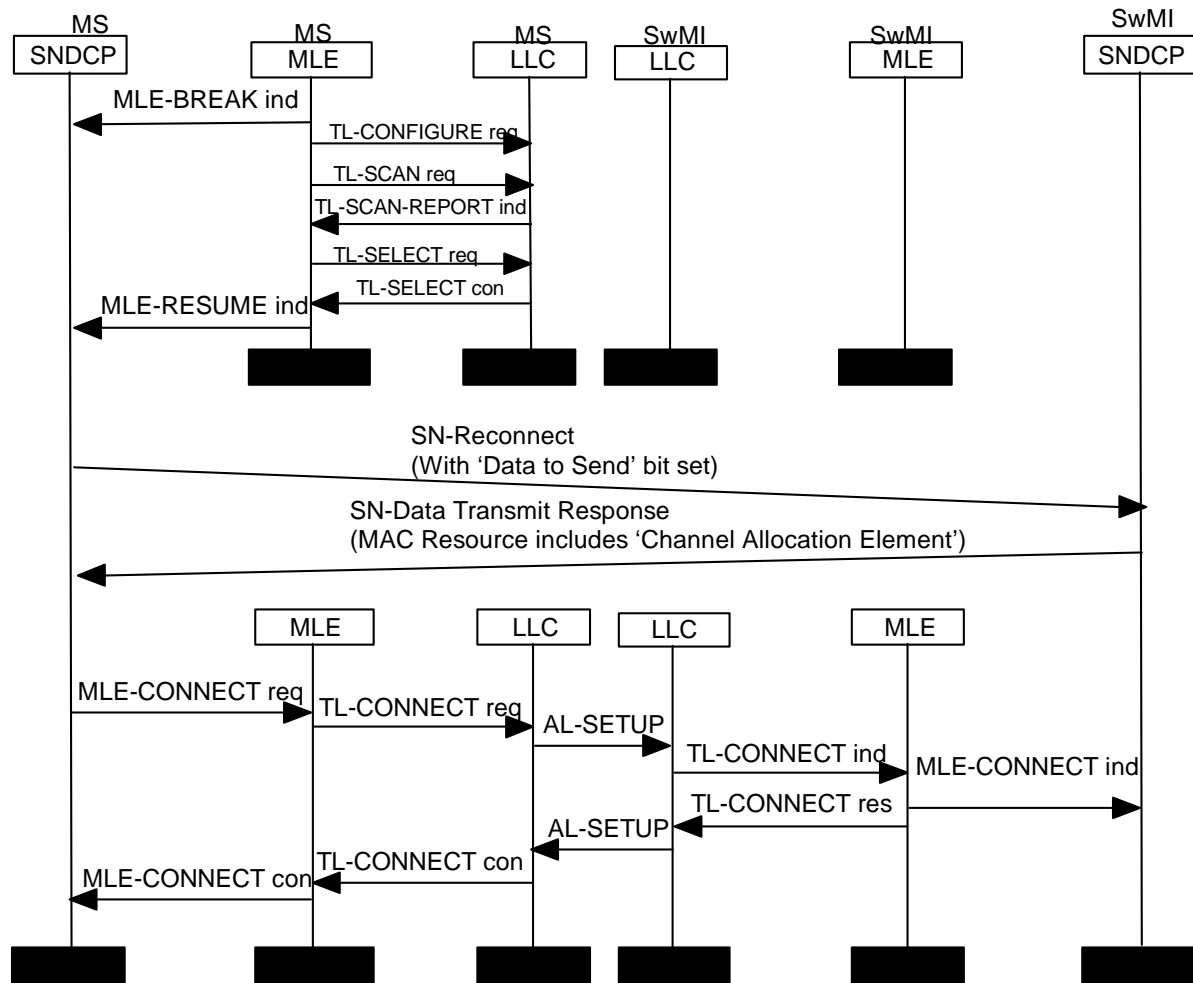 MS
SNDCP
MS
MLE
MS
LLC
SwMI
LLC
SwMI
MLE
SwMI
SNDCP
MLE-BREAK ind
TL-CONFIGURE req
TL-SCAN req
TL-SCAN-REPORT ind
TL-SELECT req
TL-SELECT con
MLE-RESUME ind
SN-Reconnect
(With ‘Data to Send’ bit set)
SN-Data Transmit Response
(MAC Resource includes ‘Channel Allocation Element’)
MLE
LLC
LLC
MLE
MLE-CONNECT req
TL-CONNECT req
AL-SETUP
TL-CONNECT ind
MLE-CONNECT ind
TL-CONNECT res
AL-SETUP
TL-CONNECT con
MLE-CONNECT con